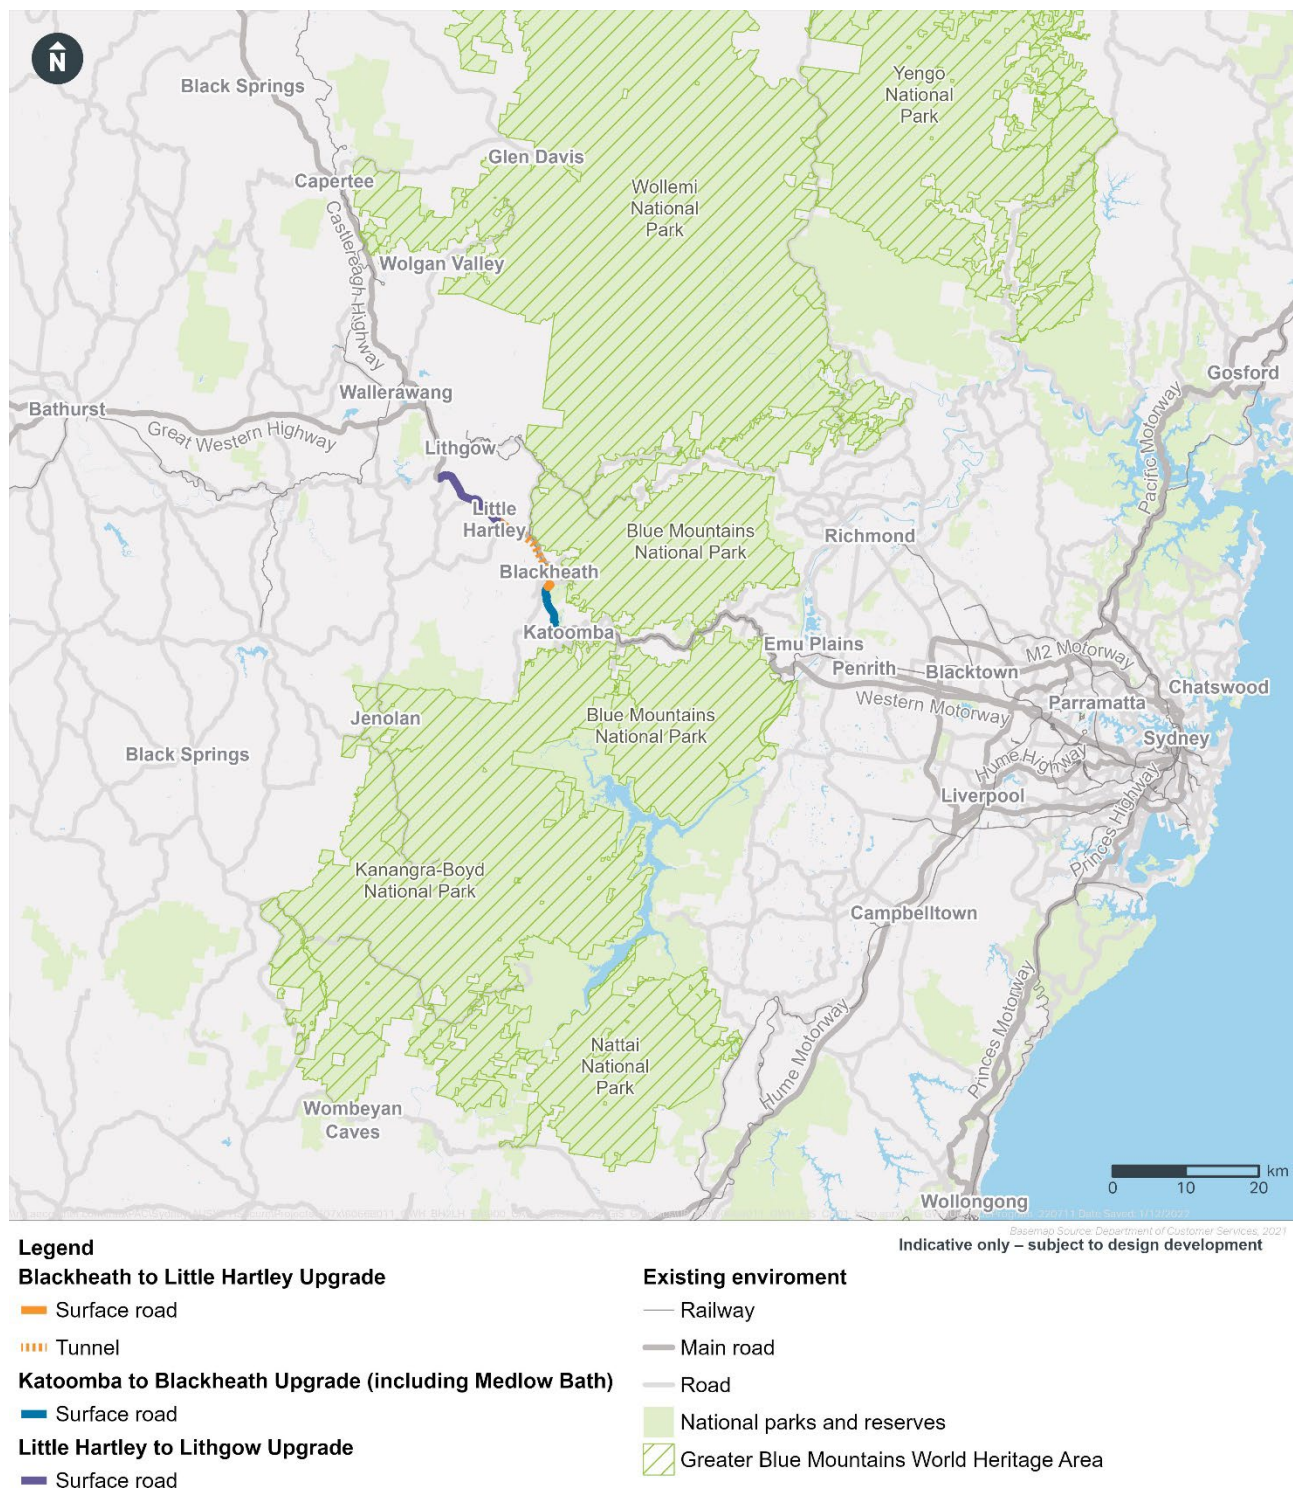 N
Black Springs
Yengo
National
Park
Glen Davis
Capertee
Wollemi
National
Park
Castlereagh Highway
Wolgan Valley
Gosford
Wallerawang
Bathurst
Great Western Highway
Pacific Motorway
Lithgow
Little
Hartley
Blue Mountains
National Park
Richmond
Blackheath
Katoomba
Emu Plains
Penrith
Blacktown
M2 Motorway
Chatswood
Western Motorway
Parramatta
Jenolan
Blue Mountains
National Park
Sydney
Black Springs
Hume Highway
Liverpool
Princes Highway
Kanangra-Boyd
National Park
Campbelltown
Nattai
National
Park
Hume Motorway
Princes Motorway
Wombeyan
Caves
km
0 10 20
Wollongong
Date Saved: 1/12/2022
Basemap Source: Department of Customer Services, 2021
Indicative only – subject to design development
Legend
Blackheath to Little Hartley Upgrade
Surface road
Tunnel
Katoomba to Blackheath Upgrade (including Medlow Bath)
Surface road
Little Hartley to Lithgow Upgrade
Surface road
Existing enviroment
Railway
Main road
Road
National parks and reserves
Greater Blue Mountains World Heritage Area